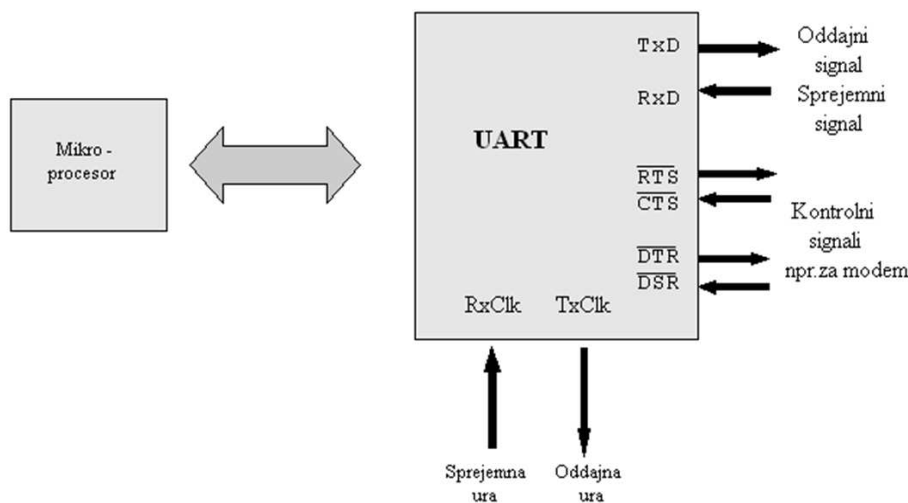 TxD
Oddajni
signal
RxD
Sprejemni
signal
Mikro -
procesor
UART
RTS
CTS
Kontrolni
signali
npr.za modem
DTR
DSR
RxClk TxClk
Sprejemna
ura
Oddajna
ura